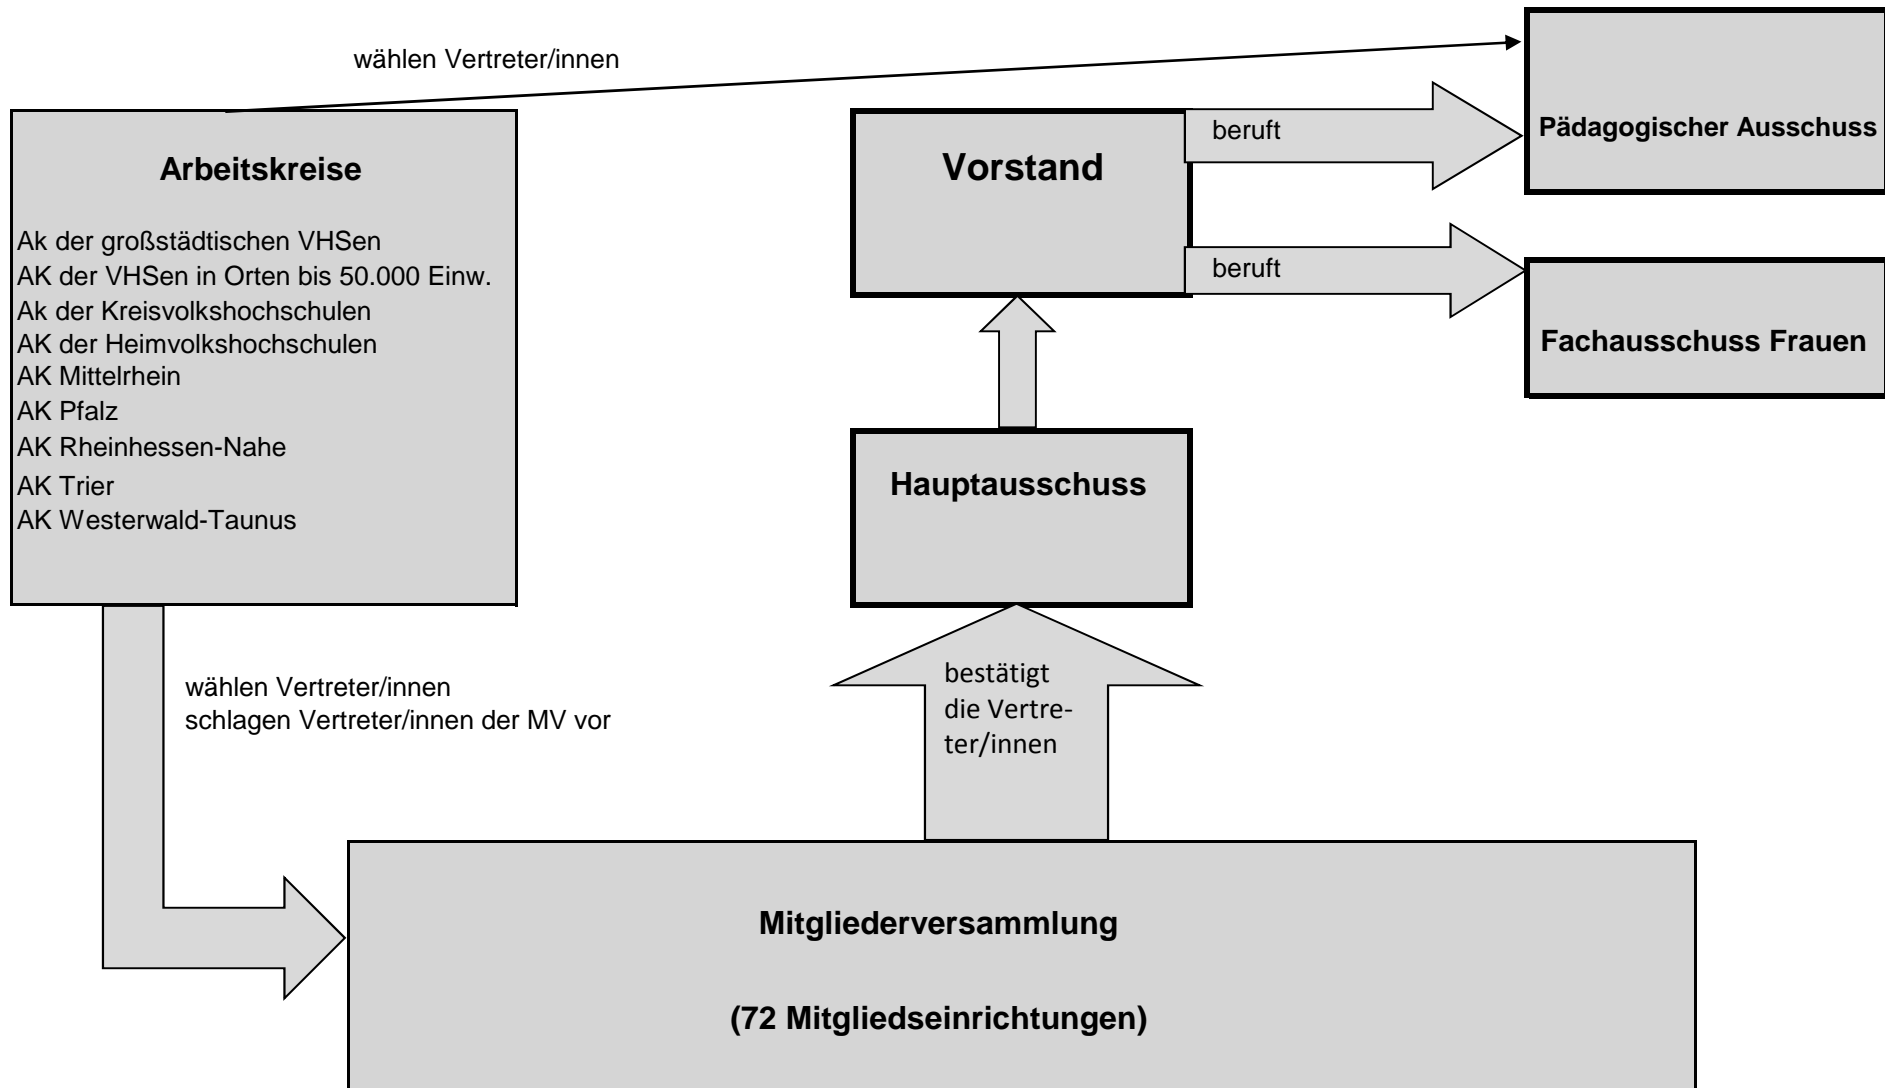 wählen Vertreter/innen
Arbeitskreise
Ak der großstädtischen VHSen
AK der VHSen in Orten bis 50.000 Einw.
Ak der Kreisvolkshochschulen
AK der Heimvolkshochschulen
AK Mittelrhein
AK Pfalz
AK Rheinhessen-Nahe
AK Trier
AK Westerwald-Taunus
Vorstand
beruft
Pädagogischer Ausschuss
beruft
Fachausschuss Frauen
Hauptausschuss
wählen Vertreter/innen
schlagen Vertreter/innen der MV vor
bestätigt
die Vertre-
ter/innen
Mitgliederversammlung
(72 Mitgliedseinrichtungen)